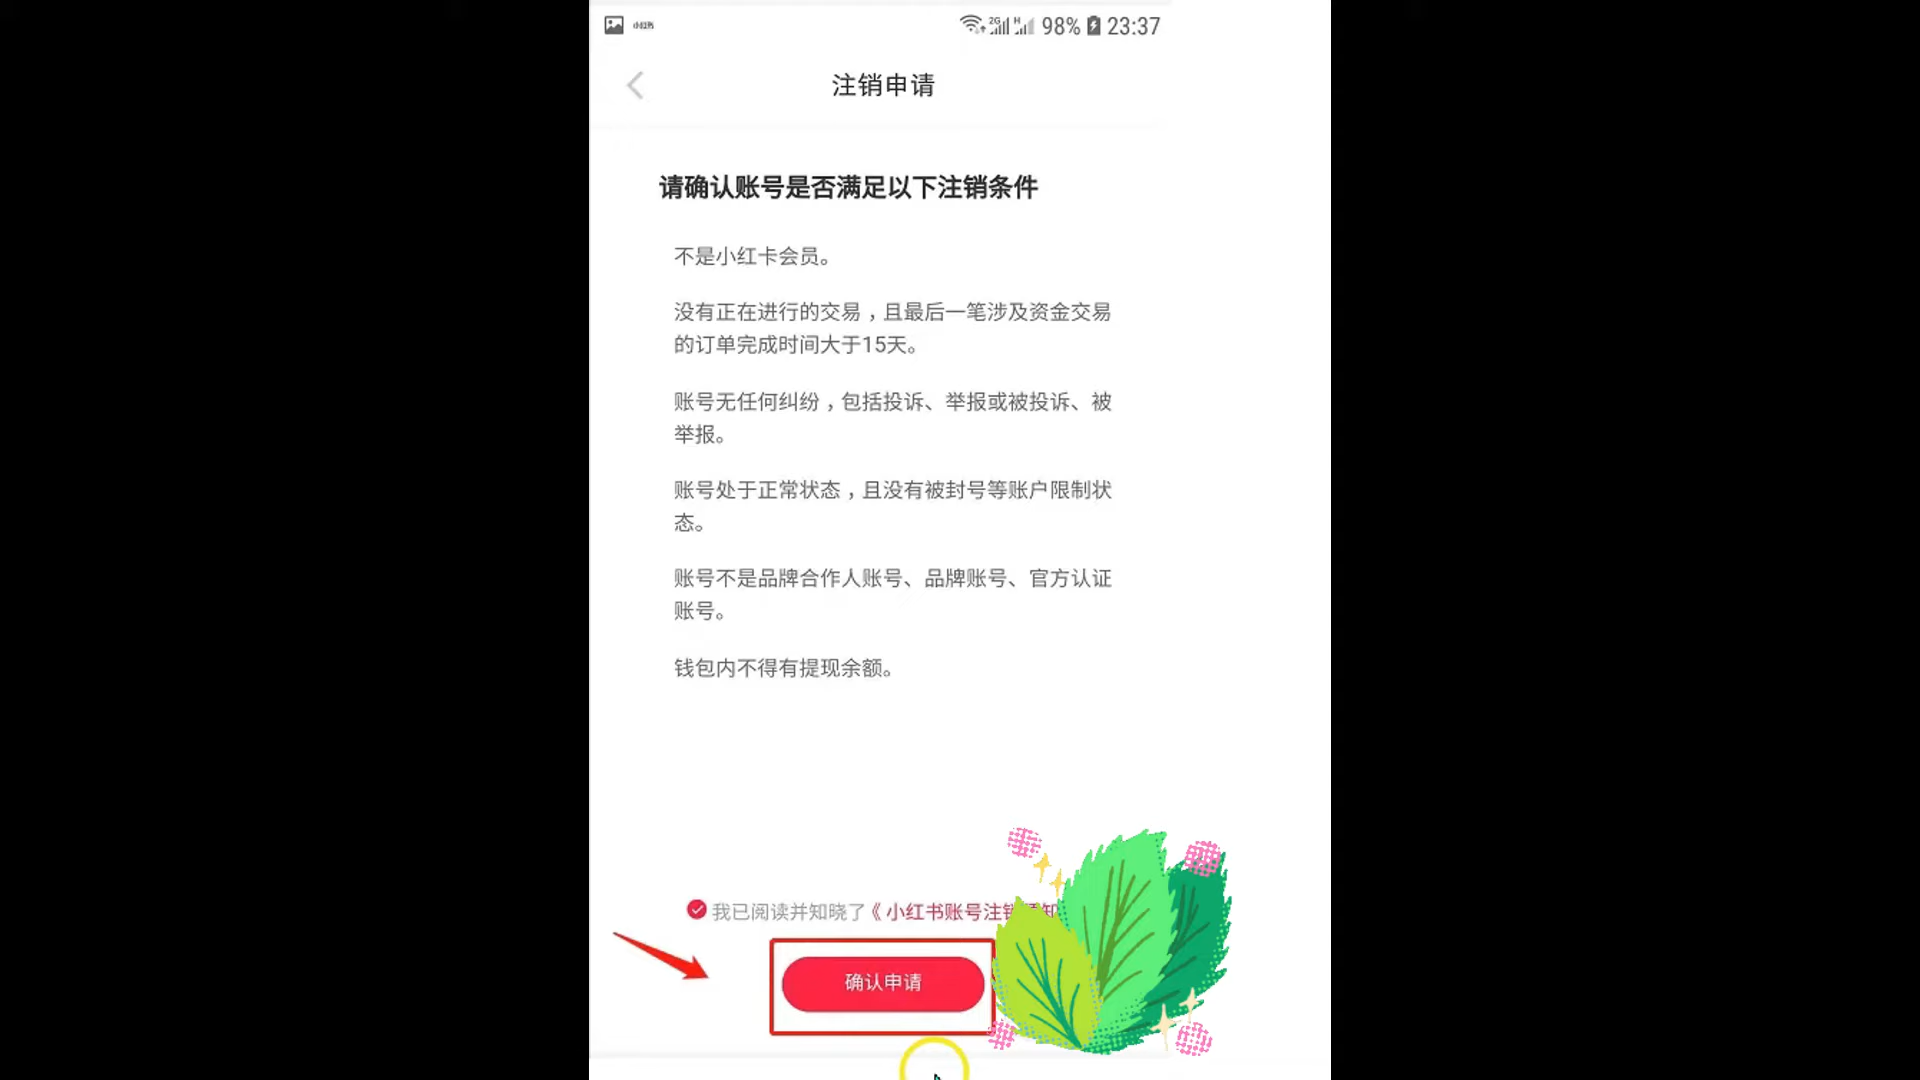 小红书
2G H 98% 23:37
注销申请
请确认账号是否满足以下注销条件
不是小红卡会员。
没有正在进行的交易，且最后一笔涉及资金交易
的订单完成时间大于15天。
账号无任何纠纷，包括投诉、举报或被投诉、被
举报。
账号处于正常状态，且没有被封号等账户限制状
态。
账号不是品牌合作人账号、品牌账号、官方认证
账号。
钱包内不得有提现余额。
我已阅读并知晓了《小红书账号注销通知
确认申请